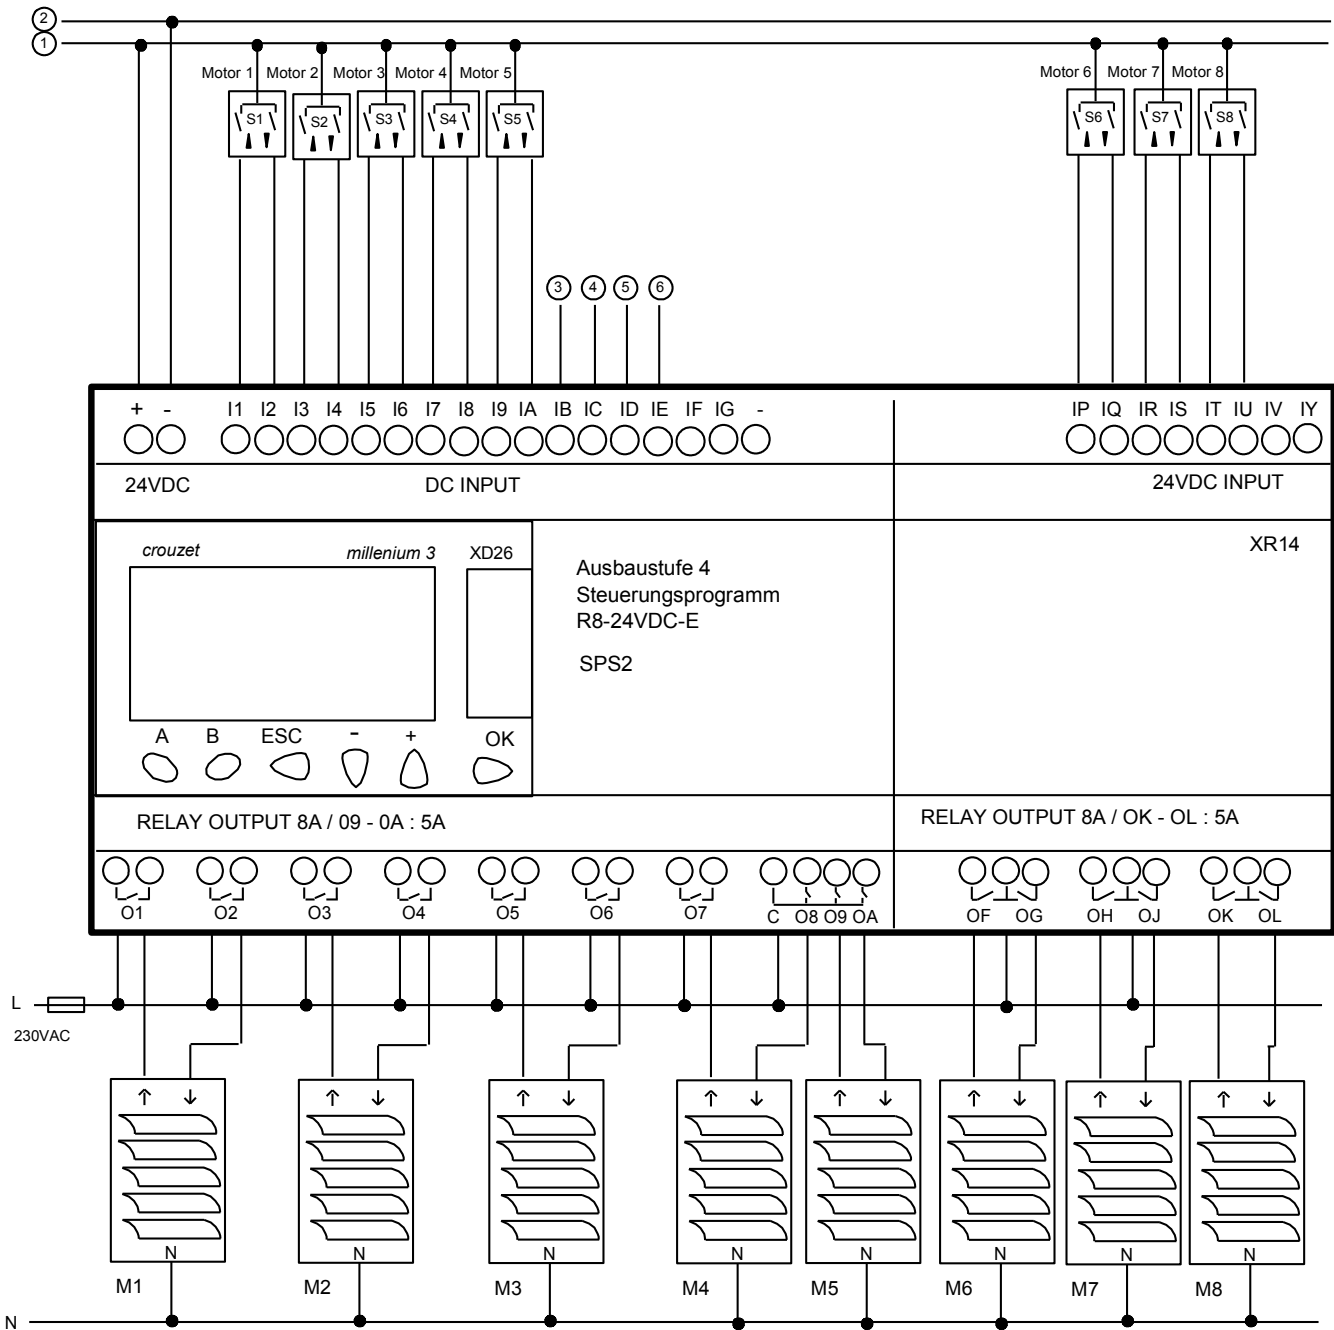 2
1
Motor 1 Motor 2 Motor 3 Motor 4 Motor 5 Motor 6 Motor 7 Motor 8
S1 S2 S3 S4 S5 S6 S7 S8
3 4 5 6
+ - I1 I2 I3 I4 I5 I6 I7 I8 I9 IA IB IC ID IE IF IG - IP IQ IR IS IT IU IV IY
24VDC DC INPUT 24VDC INPUT
crouzet millenium 3 XD26 XR14
Ausbaustufe 4
Steuerungsprogramm
R8-24VDC-E
SPS2
A B ESC - + OK
RELAY OUTPUT 8A / 09 - 0A : 5A RELAY OUTPUT 8A / OK - OL : 5A
O1 O2 O3 O4 O5 O6 O7 C O8 O9 OA OF OG OH OJ OK OL
L
230VAC
↑ ↓ ↑ ↓ ↑ ↓ ↑ ↓ ↑ ↓ ↑ ↓ ↑ ↓ ↑ ↓
N N N N N N N N
M1 M2 M3 M4 M5 M6 M7 M8
N